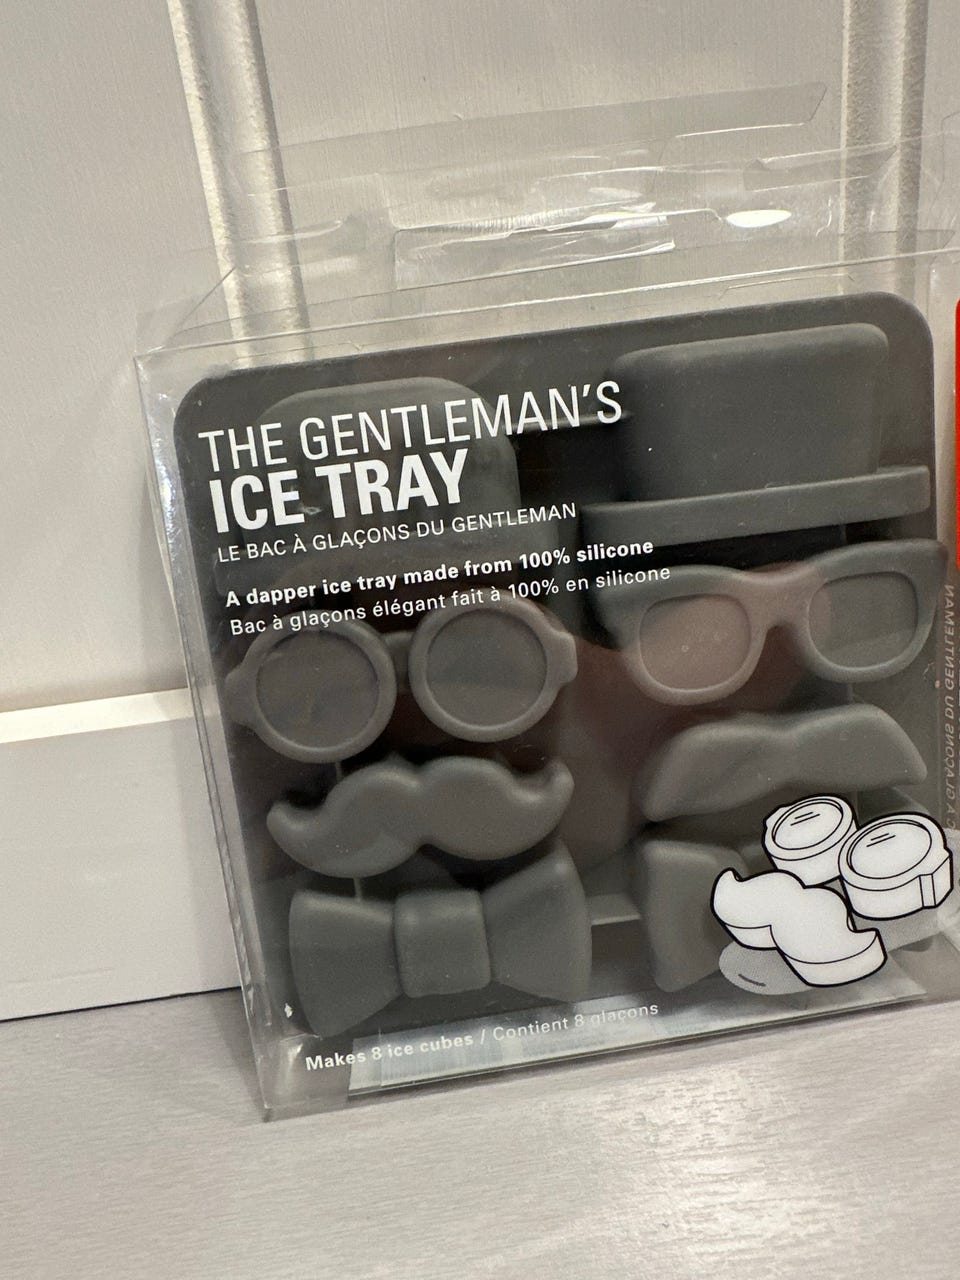 THE GENTLEMAN'S
ICE TRAY
LE BAC À GLAÇONS DU GENTLEMAN
A dapper ice tray made from 100% silicone
Bac à glaçons élégant fait à 100% en silicone
Makes 8 ice cubes / Contient 8 glaçons